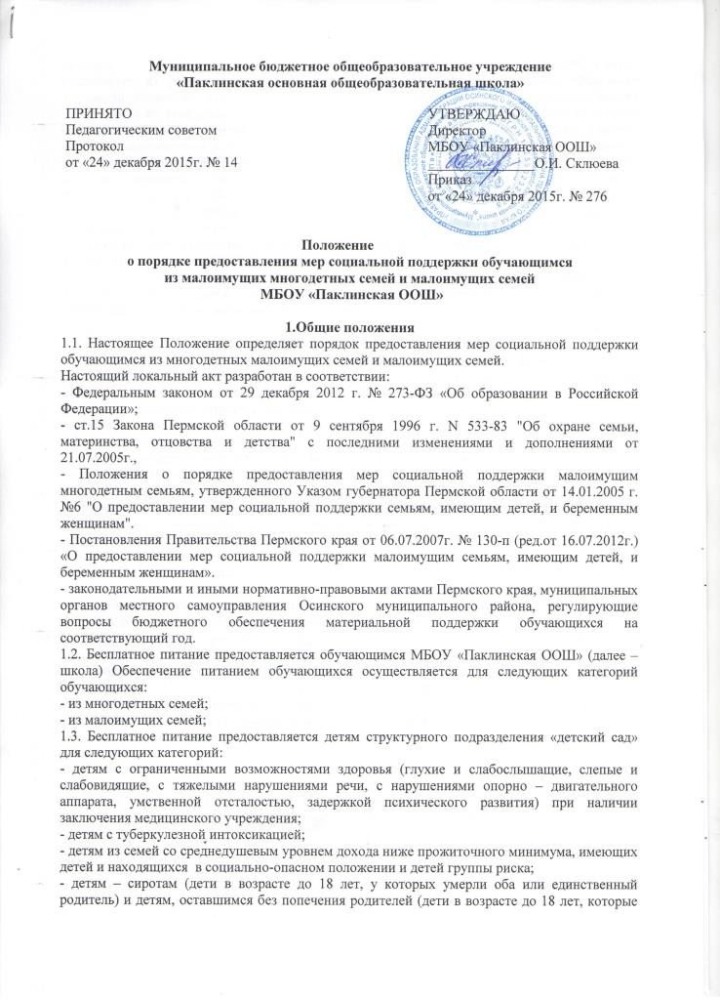 Муниципальное бюджетное общеобразовательное учреждение
«Паклинская основная общеобразовательная школа»
ПРИНЯТО
Педагогическим советом
Протокол
от «24» декабря 2015г. № 14
УТВЕРЖДАЮ
Директор
МБОУ «Паклинская ООШ»
О.И. Склюева
Приказ
от «24» декабря 2015г. № 276
Положение
о порядке предоставления мер социальной поддержки обучающимся
из малоимущих многодетных семей и малоимущих семей
МБОУ «Паклинская ООШ»
1.Общие положения
1.1. Настоящее Положение определяет порядок предоставления мер социальной поддержки
обучающимся из многодетных малоимущих семей и малоимущих семей.
Настоящий локальный акт разработан в соответствии:
- Федеральным законом от 29 декабря 2012 г. № 273-ФЗ «Об образовании в Российской
Федерации»;
- ст.15 Закона Пермской области от 9 сентября 1996 г. N 533-83 "Об охране семьи,
материнства, отцовства и детства" с последними изменениями и дополнениями от
21.07.2005г.,
- Положения о порядке предоставления мер социальной поддержки малоимущим
многодетным семьям, утвержденного Указом губернатора Пермской области от 14.01.2005 г.
№6 "О предоставлении мер социальной поддержки семьям, имеющим детей, и беременным
женщинам".
- Постановления Правительства Пермского края от 06.07.2007г. № 130-п (ред.от 16.07.2012г.)
«О предоставлении мер социальной поддержки малоимущим семьям, имеющим детей, и
беременным женщинам».
- законодательными и иными нормативно-правовыми актами Пермского края, муниципальных
органов местного самоуправления Осинского муниципального района, регулирующие
вопросы бюджетного обеспечения материальной поддержки обучающихся на
соответствующий год.
1.2. Бесплатное питание предоставляется обучающимся МБОУ «Паклинская ООШ» (далее –
школа) Обеспечение питанием обучающихся осуществляется для следующих категорий
обучающихся:
- из многодетных семей;
- из малоимущих семей;
1.3. Бесплатное питание предоставляется детям структурного подразделения «детский сад»
для следующих категорий:
- детям с ограниченными возможностями здоровья (глухие и слабослышащие, слепые и
слабовидящие, с тяжелыми нарушениями речи, с нарушениями опорно – двигательного
аппарата, умственной отсталостью, задержкой психического развития) при наличии
заключения медицинского учреждения;
- детям с туберкулезной интоксикацией;
- детям из семей со среднедушевым уровнем дохода ниже прожиточного минимума, имеющих
детей и находящихся в социально-опасном положении и детей группы риска;
- детям – сиротам (дети в возрасте до 18 лет, у которых умерли оба или единственный
родитель) и детям, оставшимся без попечения родителей (дети в возрасте до 18 лет, которые